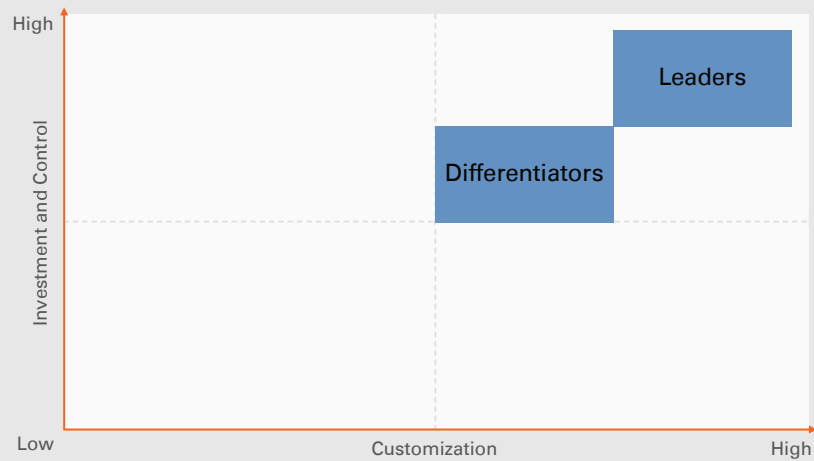 High
Leaders
Differentiators
Investment and Control
Low
Customization
High